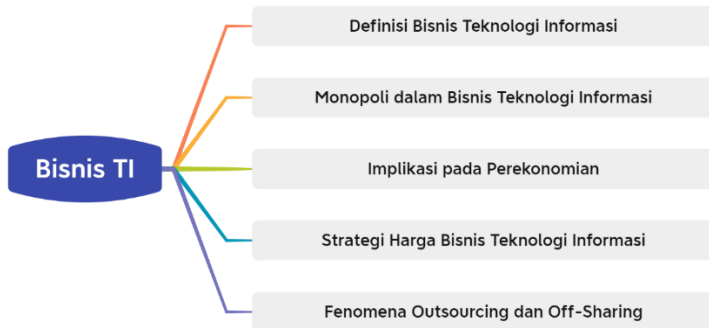 Bisnis TI
Definisi Bisnis Teknologi Informasi
Monopoli dalam Bisnis Teknologi Informasi
Implikasi pada Perekonomian
Strategi Harga Bisnis Teknologi Informasi
Fenomena Outsourcing dan Off-Sharing